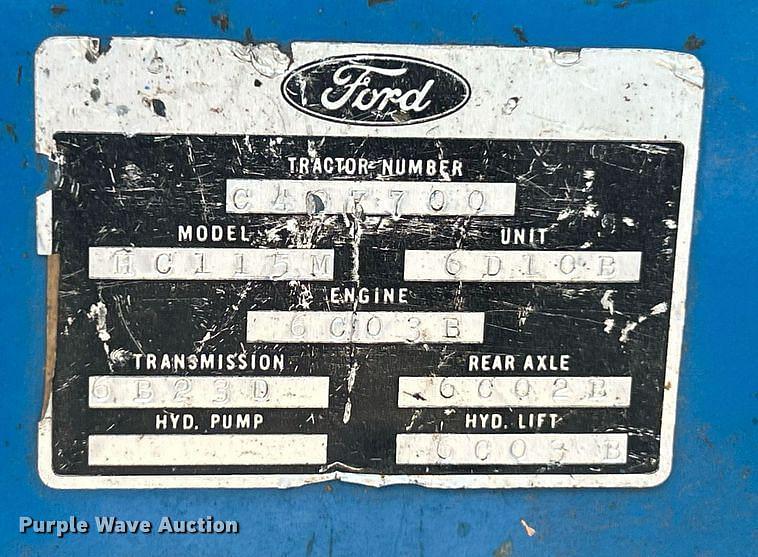 Ford
TRACTOR NUMBER
MODEL UNIT
HC115M 6D10B
ENGINE
6C03B
TRANSMISSION REAR AXLE
6B23D 6C02B
HYD. PUMP HYD. LIFT
6C03B
Purple Wave Auction